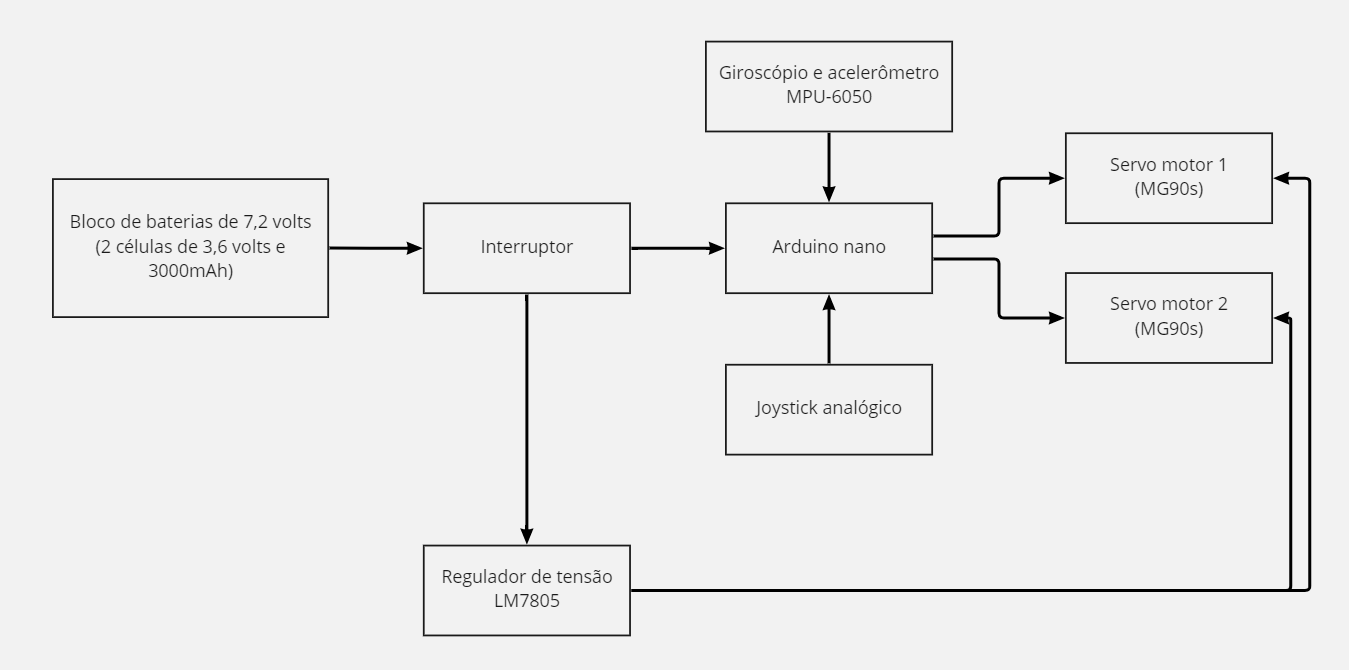 Giroscópio e acelerômetro
MPU-6050
Servo motor 1
(MG90s)
Bloco de baterias de 7,2 volts
(2 células de 3,6 volts e
3000mAh)
Interruptor
Arduino nano
Servo motor 2
(MG90s)
Joystick analógico
Regulador de tensão
LM7805